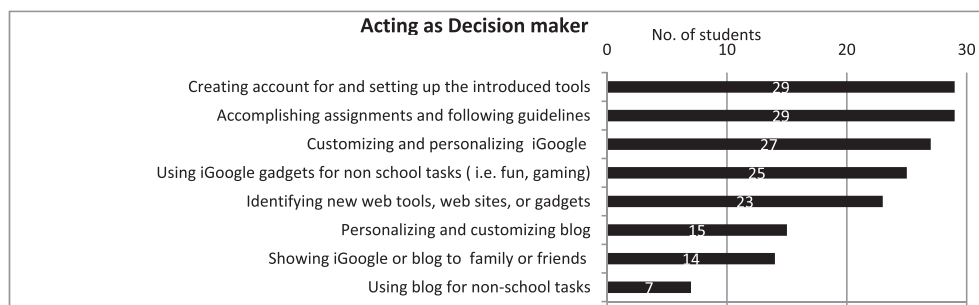 Acting as Decision maker
No. of students
0 10 20 30
Creating account for and setting up the introduced tools 29
Accomplishing assignments and following guidelines 29
Customizing and personalizing iGoogle 27
Using iGoogle gadgets for non school tasks ( i.e. fun, gaming) 25
Identifying new web tools, web sites, or gadgets 23
Personalizing and customizing blog 15
Showing iGoogle or blog to family or friends 14
Using blog for non-school tasks 7